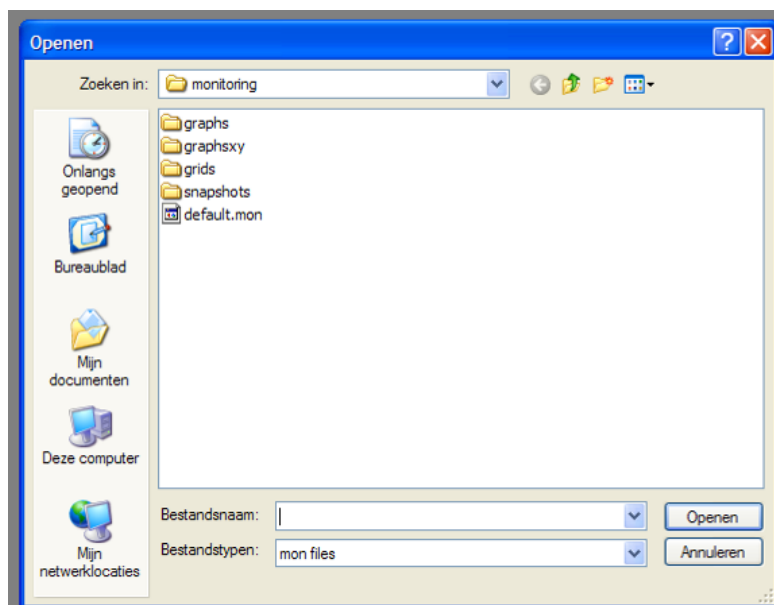 Openen
Zoeken in: monitoring
graphs
graphsxy
grids
snapshots
default.mon
Onlangs
geopend
Bureaublad
Mijn
documenten
Deze computer
Mijn
netwerklocaties
Bestandsnaam:
Openen
Bestandstypen: mon files
Annuleren